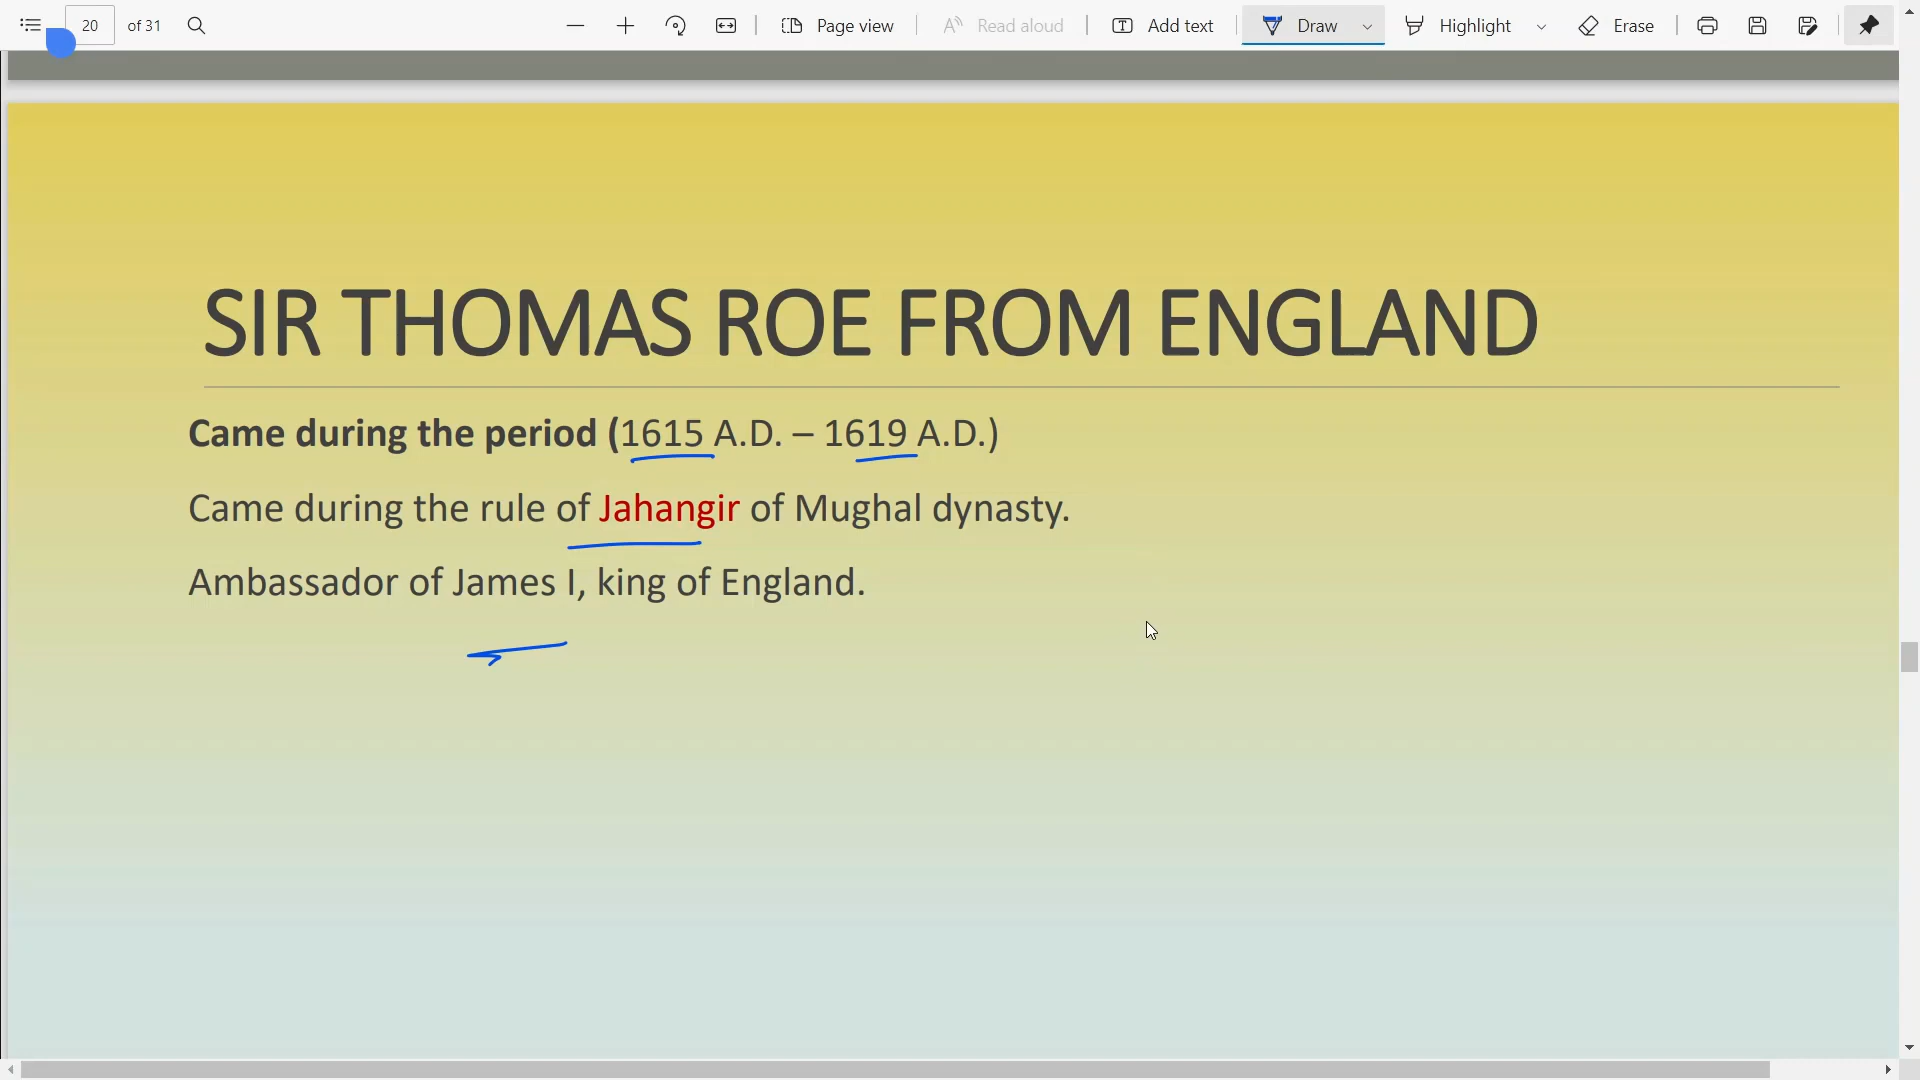 20 of 31 Page view Read aloud Add text Draw Highlight Erase
SIR THOMAS ROE FROM ENGLAND
Came during the period (1615 A.D. – 1619 A.D.)
Came during the rule of Jahangir of Mughal dynasty.
Ambassador of James I, king of England.